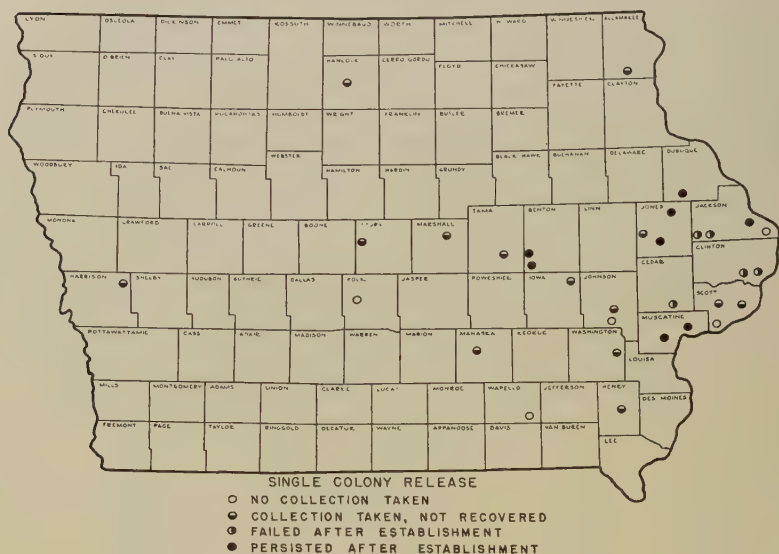 LYON OSCEOLA DICKINSON EMMET KOSSUTH WINNEBAGO WORTH MITCHELL HOWARD WINNESHIEK ALLAMAKEE
SIOUX O'BRIEN CLAY PALO ALTO HANCOCK CERRO GORDO FLOYD CHICKASAW
FAYETTE CLAYTON
PLYMOUTH CHEROKEE BUENA VISTA POCAHONTAS HUMBOLDT WRIGHT FRANKLIN BUTLER BREMER
WOODBURY IDA SAC CALHOUN WEBSTER HAMILTON HARDIN GRUNDY BLACK HAWK BUCHANAN DELAWARE DUBUQUE
MONONA CRAWFORD CARROLL GREENE BOONE STORY MARSHALL TAMA BENTON LINN JONES JACKSON
CLINTON
CEDAR
HARRISON SHELBY AUDUBON GUTHRIE DALLAS POLK JASPER POWESHIEK IOWA JOHNSON SCOTT
MUSCATINE
POTTAWATTAMIE CASS ADAIR MADISON WARREN MARION MAHASKA KEOKUK WASHINGTON
LOUISA
MILLS MONTGOMERY ADAMS UNION CLARKE LUCAS MONROE WAPELLO JEFFERSON HENRY DES MOINES
FREMONT PAGE TAYLOR RINGGOLD DECATUR WAYNE APPANOOSE DAVIS VAN BUREN
LEE
SINGLE COLONY RELEASE
NO COLLECTION TAKEN
COLLECTION TAKEN, NOT RECOVERED
FAILED AFTER ESTABLISHMENT
PERSISTED AFTER ESTABLISHMENT